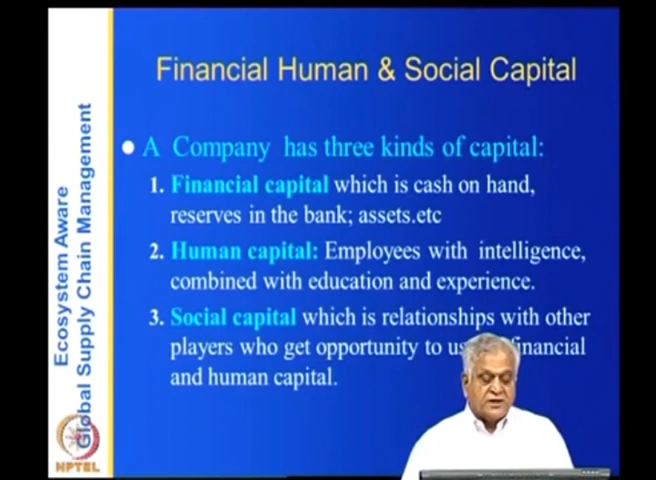 Financial Human & Social Capital
A Company has three kinds of capital:
1. Financial capital which is cash on hand,
reserves in the bank; assets.etc
2. Human capital: Employees with intelligence,
combined with education and experience.
3. Social capital which is relationships with other
players who get opportunity to financial
and human capital.
Ecosystem Aware
Global Supply Chain Management
NPTEL